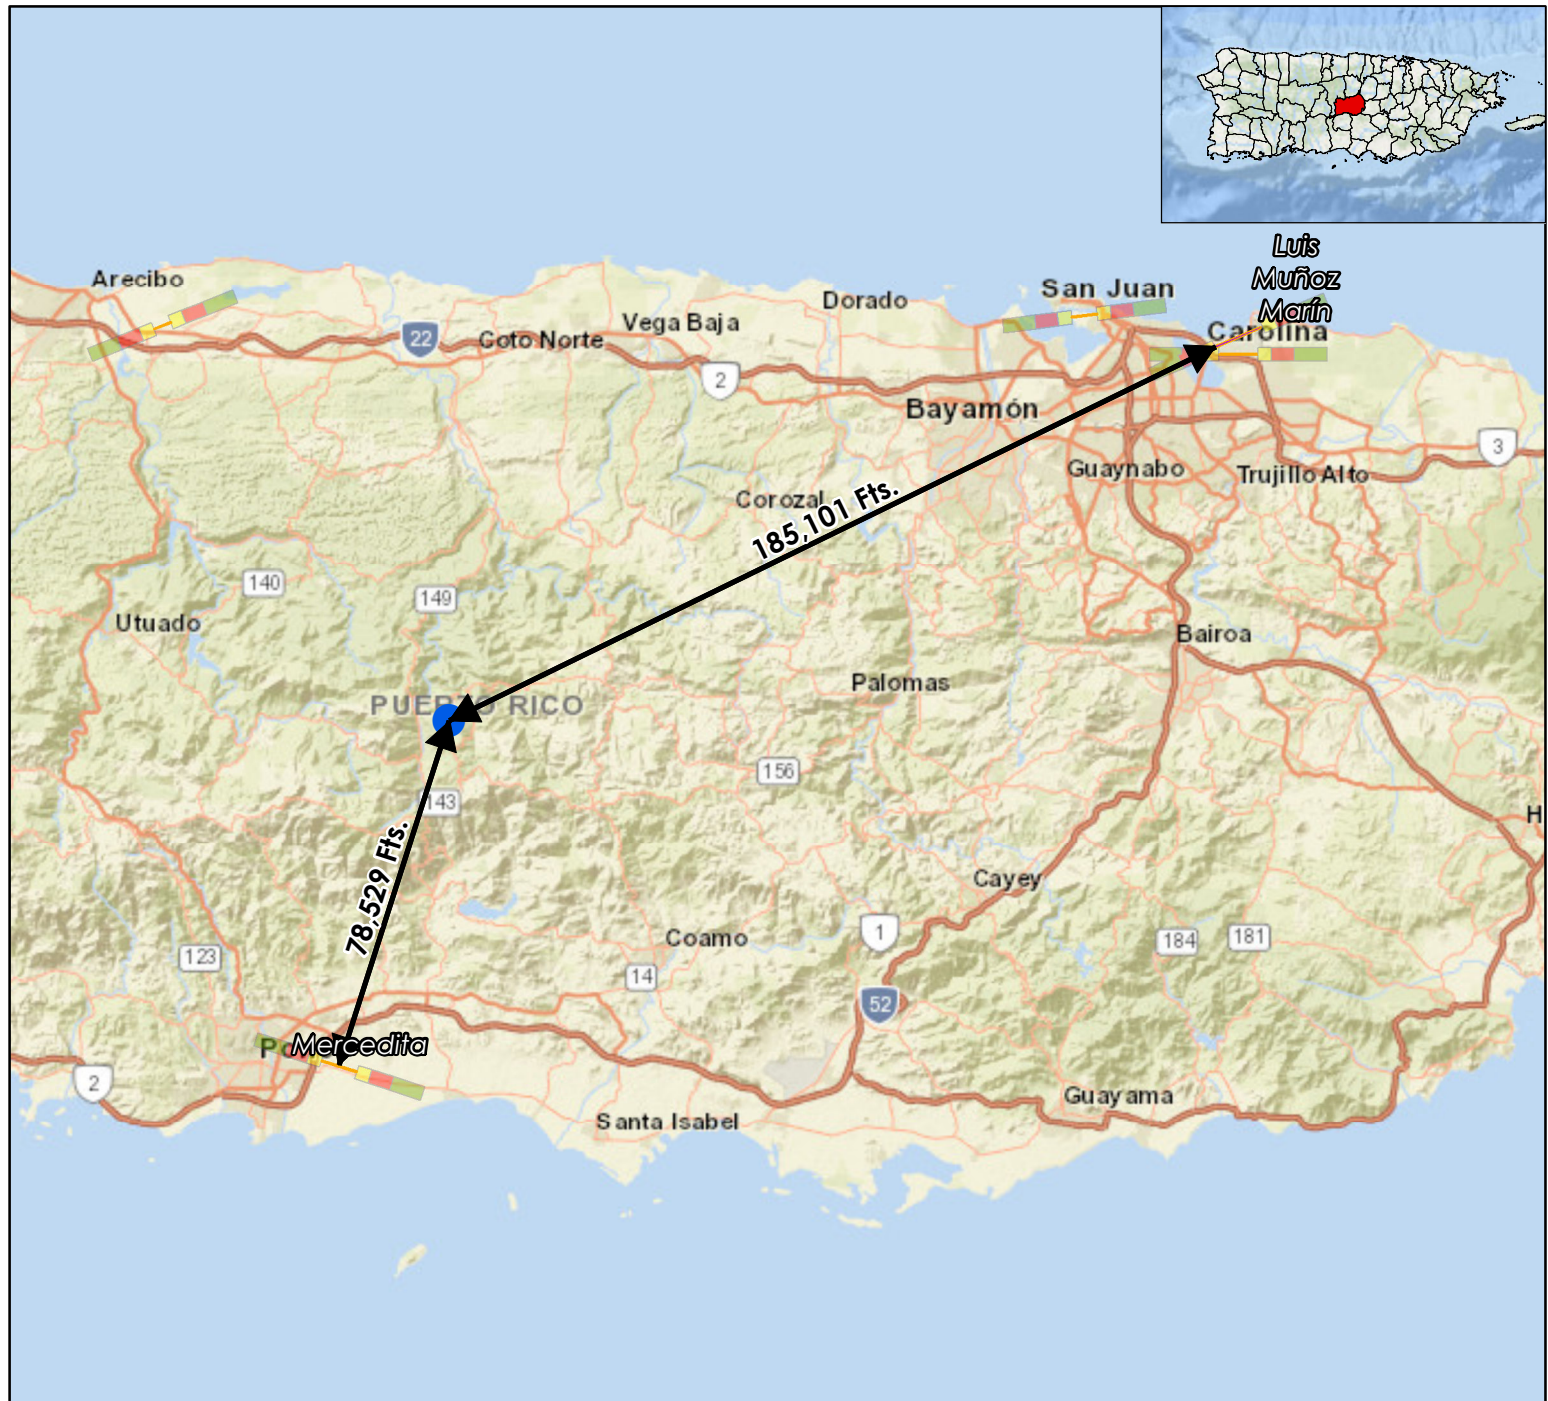 Luis
Muñoz
Marín
Arecibo
San Juan
Dorado
Vega Baja
Carolina
22
Coto Norte
2
Bayamón
3
Guaynabo
Trujillo Alto
Corozal
185,101 Fts.
140
149
Utuado
Bairoa
Palomas
PUERTO RICO
156
143
78,529 Fts.
Cayey
1
Coamo
184
181
123
14
52
Mercedita
2
Guayama
Santa Isabel
H